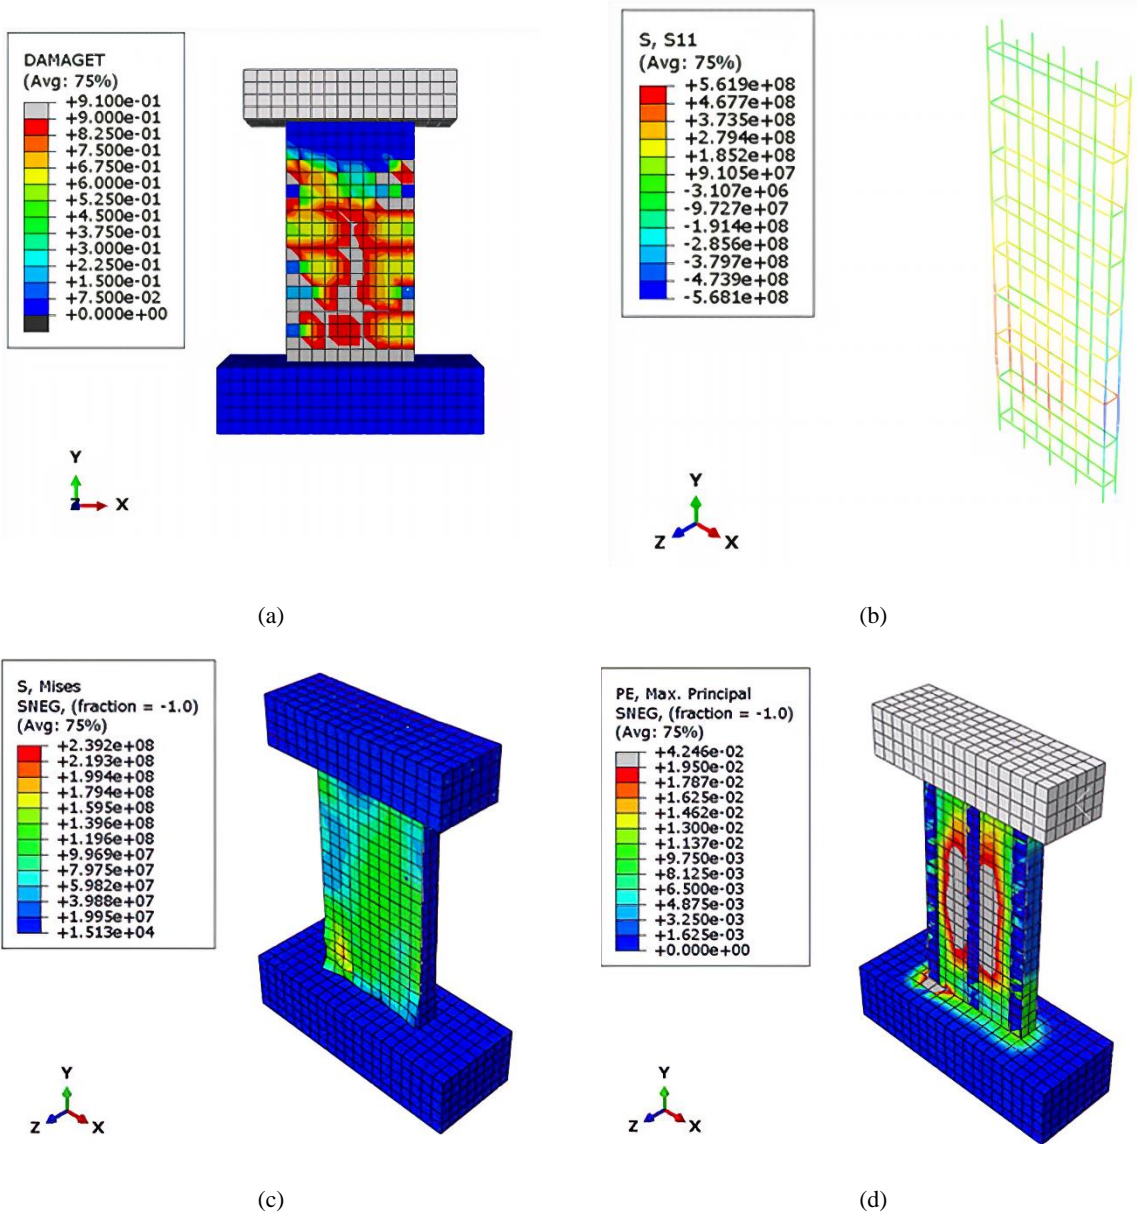 DAMAGET
(Avg: 75%)
+9.100e-01
+9.000e-01
+8.250e-01
+7.500e-01
+6.750e-01
+6.000e-01
+5.250e-01
+4.500e-01
+3.750e-01
+3.000e-01
+2.250e-01
+1.500e-01
+7.500e-02
+0.000e+00
Y
Z
X
(a)
S, S11
(Avg: 75%)
+5.619e+08
+4.677e+08
+3.735e+08
+2.794e+08
+1.852e+08
+9.105e+07
-3.107e+06
-9.727e+07
-1.914e+08
-2.856e+08
-3.797e+08
-4.739e+08
-5.681e+08
Y
Z
X
(b)
S, Mises
SNEG, (fraction = -1.0)
(Avg: 75%)
+2.392e+08
+2.193e+08
+1.994e+08
+1.794e+08
+1.595e+08
+1.396e+08
+1.196e+08
+9.969e+07
+7.975e+07
+5.982e+07
+3.988e+07
+1.995e+07
+1.513e+04
Y
Z
X
(c)
PE, Max. Principal
SNEG, (fraction = -1.0)
(Avg: 75%)
+4.246e-02
+1.950e-02
+1.787e-02
+1.625e-02
+1.462e-02
+1.300e-02
+1.137e-02
+9.750e-03
+8.125e-03
+6.500e-03
+4.875e-03
+3.250e-03
+1.625e-03
+0.000e+00
Y
Z
X
(d)